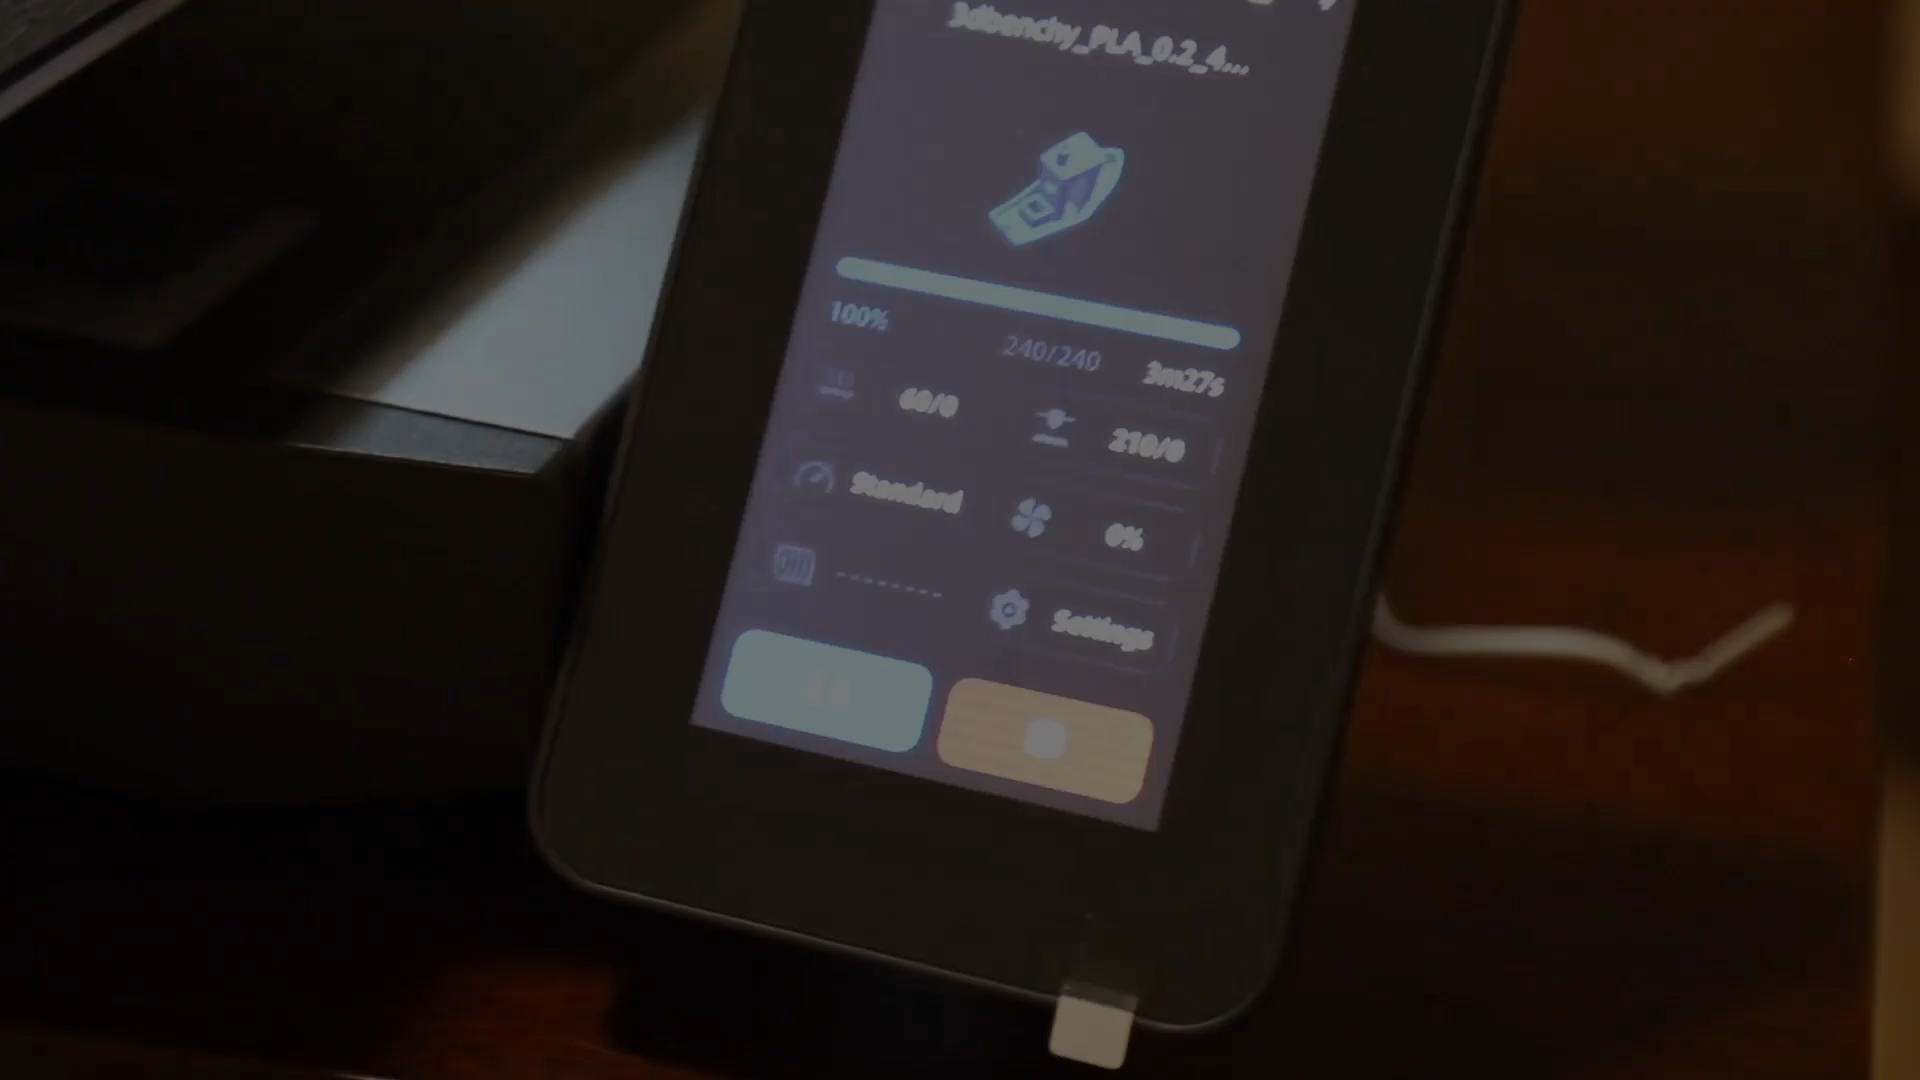 3dbenchy_PLA_0.2_4...
100%
240/240
3m27s
60/0
210/0
Standard
0%
-------
Settings